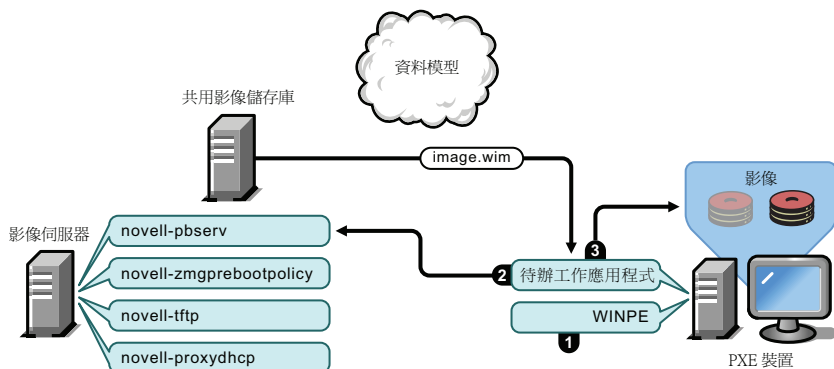 資料模型
共用影像儲存庫
image.wim
影像
影像伺服器
novell-pbserv
3
2
待辦工作應用程式
novell-zmgprebootpolicy
novell-tftp
WINPE
1
novell-proxydhcp
PXE 裝置